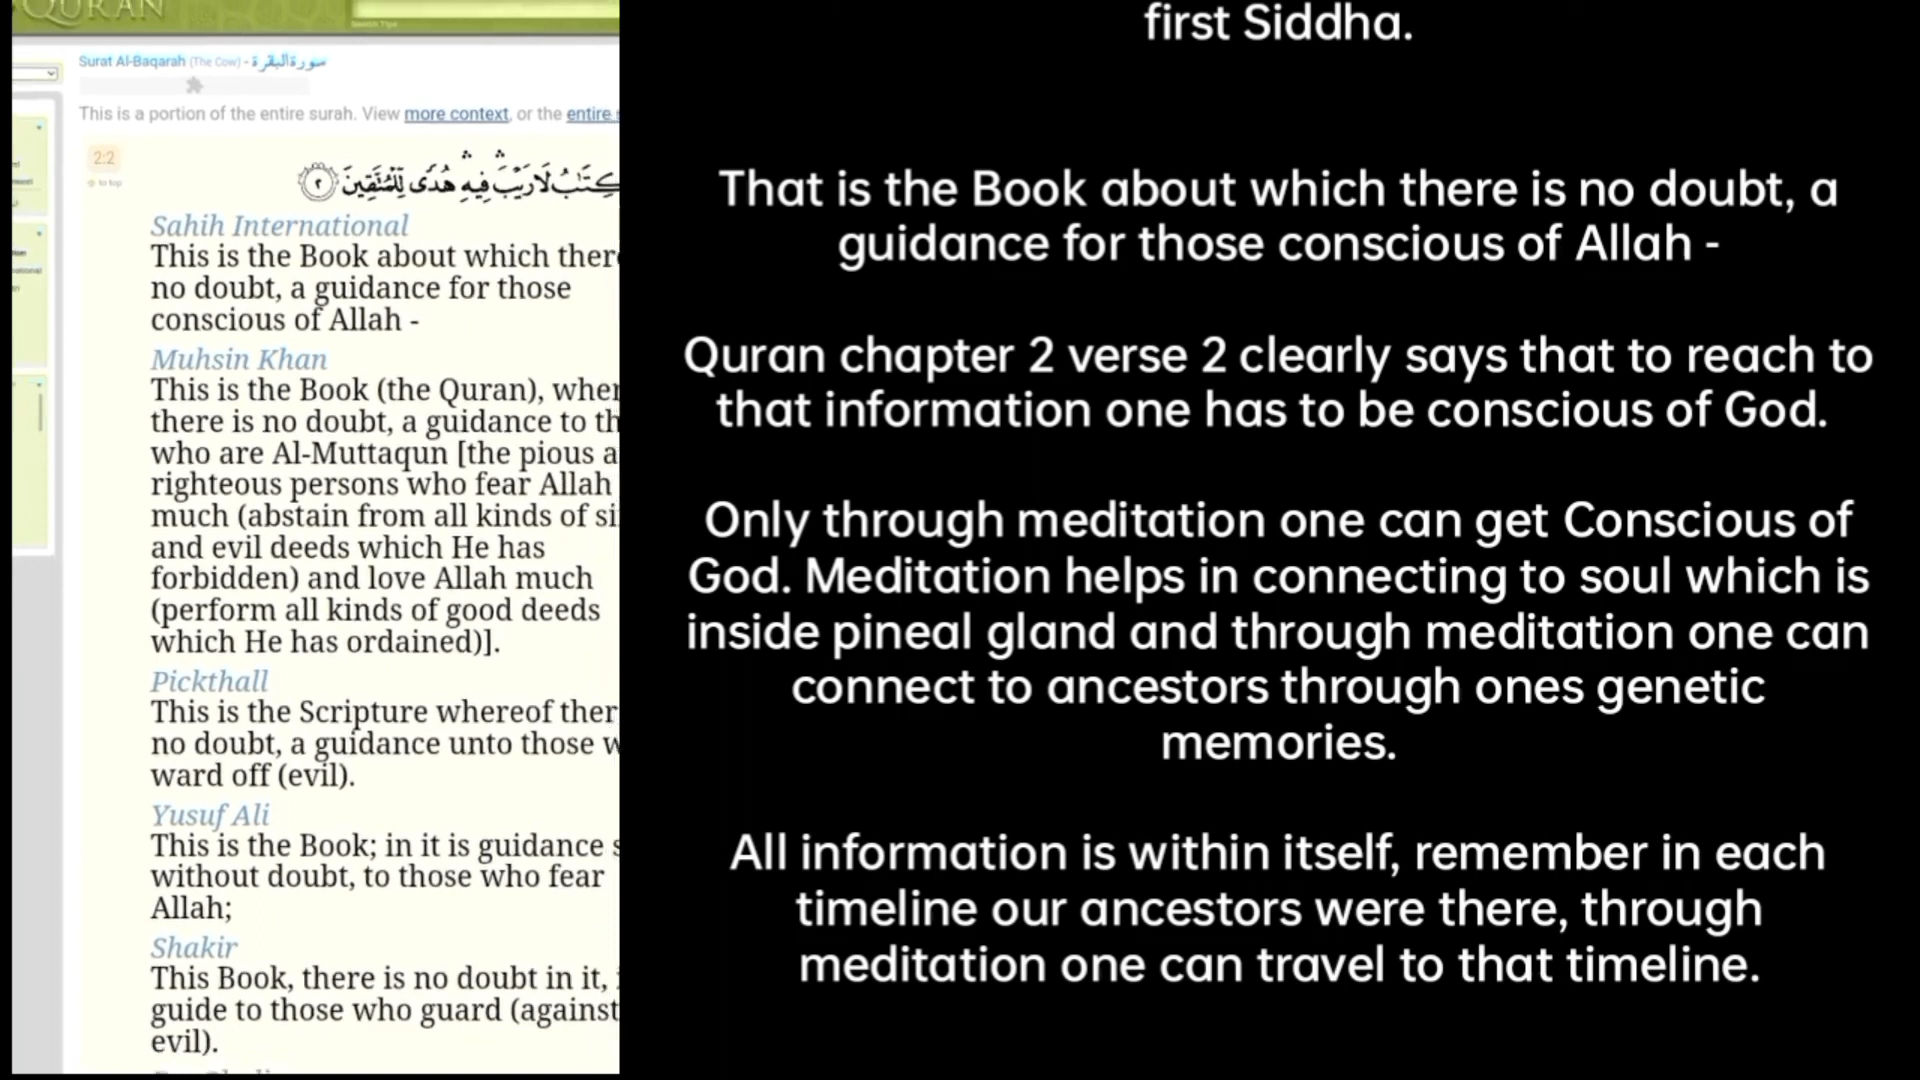 QURAN
Search Tips
Surat Al-Baqarah (The Cow) - سورة البقرة
This is a portion of the entire surah. View more context, or the entire
2:2
to top
لَا رَيْبَ ۛ فِيهِ ۛ هُدًى لِّلْمُتَّقِينَ ٢
Sahih International
This is the Book about which there
no doubt, a guidance for those
conscious of Allah -
Muhsin Khan
This is the Book (the Quran),
there is no doubt, a guidance to
who are Al-Muttaqun [the pious
righteous persons who fear Allah
much (abstain from all kinds of
and evil deeds which He has
forbidden) and love Allah much
(perform all kinds of good deeds
which He has ordained)].
Pickthall
This is the Scripture whereof
no doubt, a guidance unto those
ward off (evil).
Yusuf Ali
This is the Book; in it is guidance
without doubt, to those who fear
Allah;
Shakir
This Book, there is no doubt in it,
guide to those who guard (against
evil).
first Siddha.
That is the Book about which there is no doubt, a
guidance for those conscious of Allah -
Quran chapter 2 verse 2 clearly says that to reach to
that information one has to be conscious of God.
Only through meditation one can get Conscious of
God. Meditation helps in connecting to soul which is
inside pineal gland and through meditation one can
connect to ancestors through ones genetic
memories.
All information is within itself, remember in each
timeline our ancestors were there, through
meditation one can travel to that timeline.